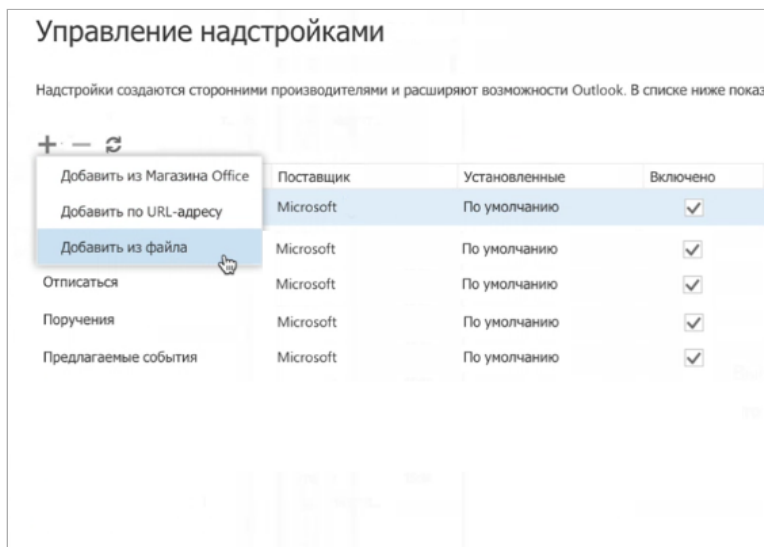 Управление надстройками
Надстройки создаются сторонними производителями и расширяют возможности Outlook. В списке ниже показ
Добавить из Магазина Office
Поставщик Установленные Включено
Добавить по URL-адресу
Microsoft По умолчанию
Добавить из файла
Microsoft По умолчанию
Отписаться Microsoft По умолчанию
Поручения Microsoft По умолчанию
Предлагаемые события Microsoft По умолчанию